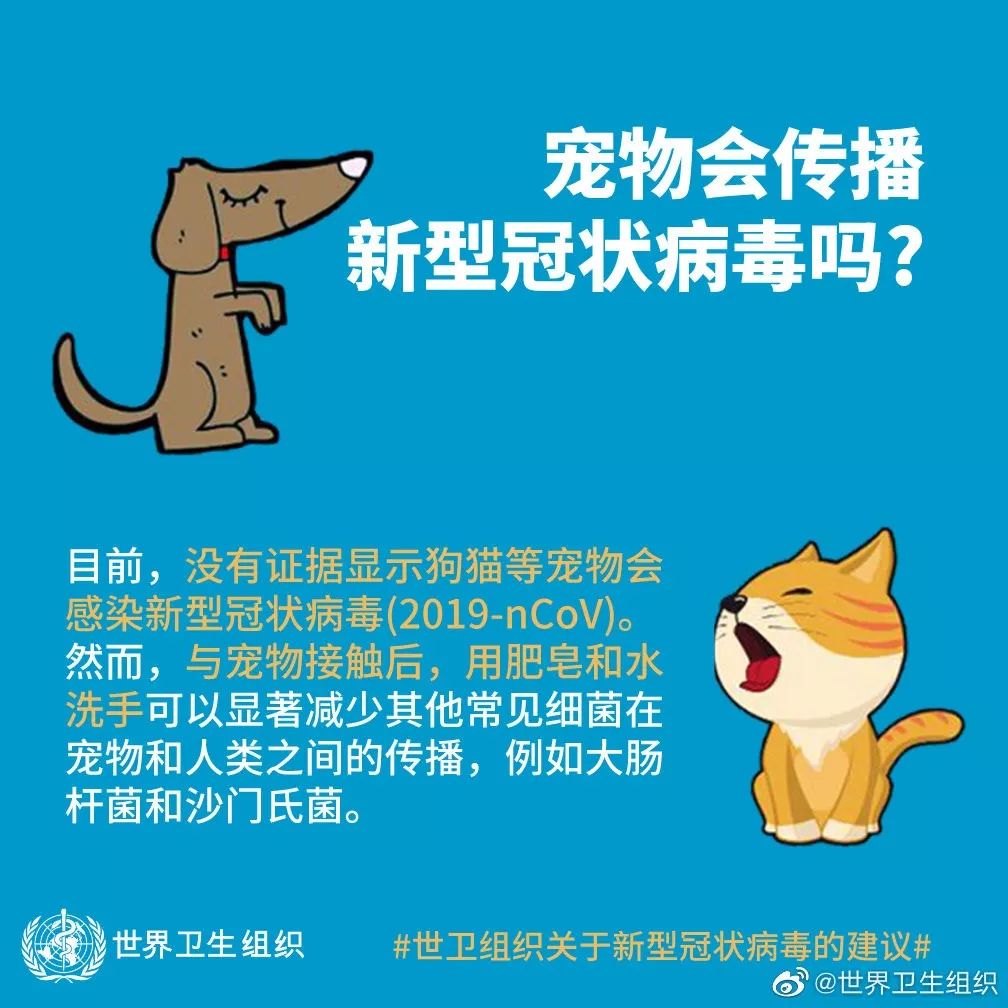 宠物会传播
新型冠状病毒吗?
目前，没有证据显示狗猫等宠物会
感染新型冠状病毒(2019-nCoV)。
然而，与宠物接触后，用肥皂和水
洗手可以显著减少其他常见细菌在
宠物和人类之间的传播，例如大肠
杆菌和沙门氏菌。
世界卫生组织
#世卫组织关于新型冠状病毒的建议#
@世界卫生组织